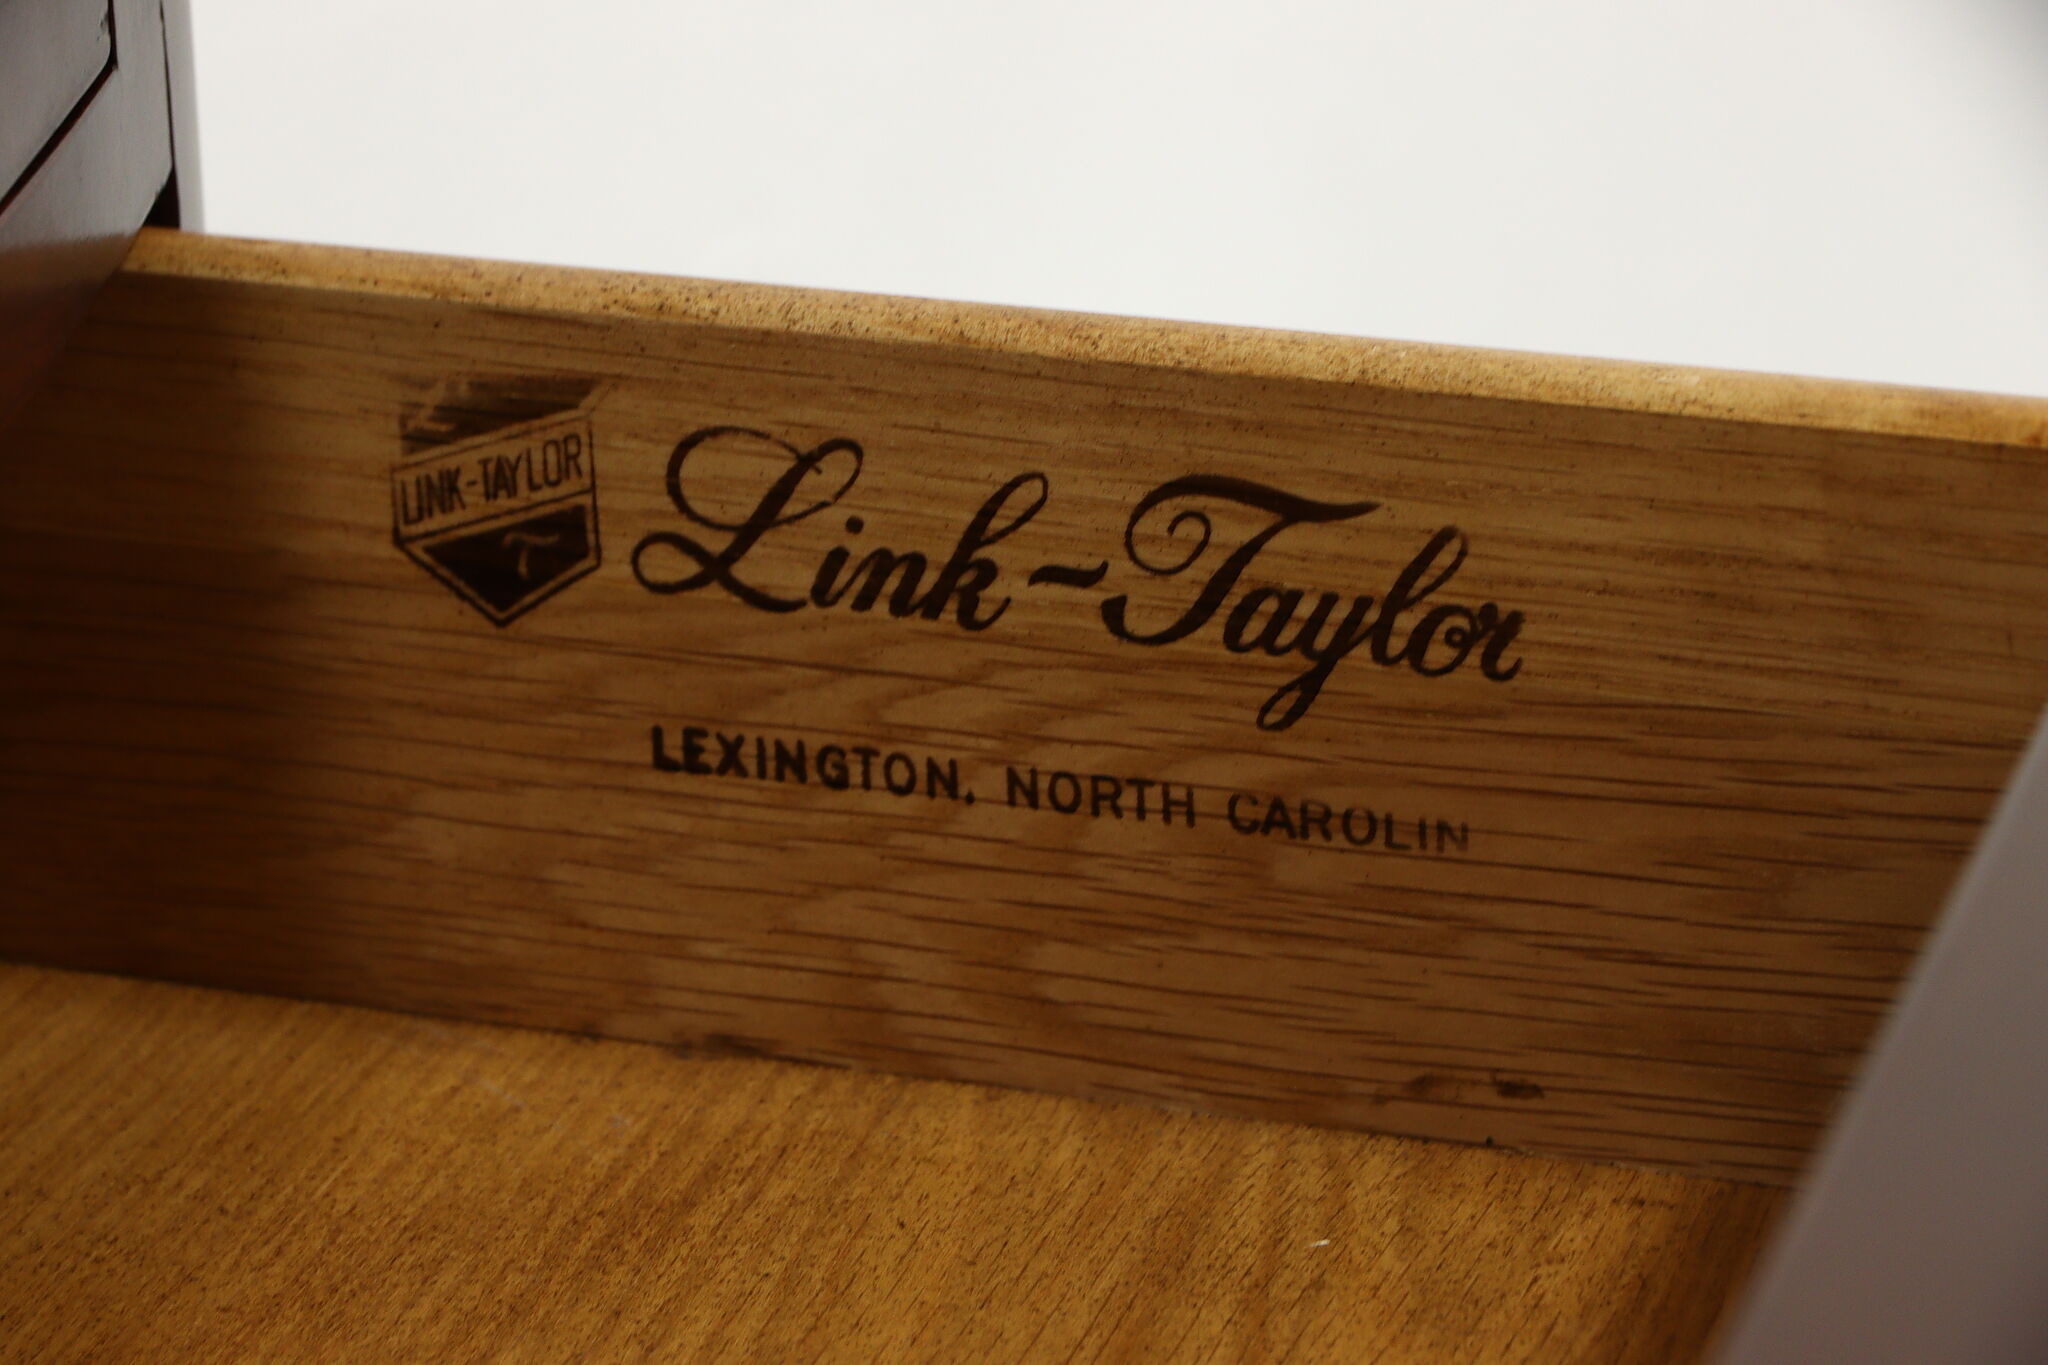 L
LINK-TAYLOR
T
Link~Taylor
LEXINGTON, NORTH CAROLIN